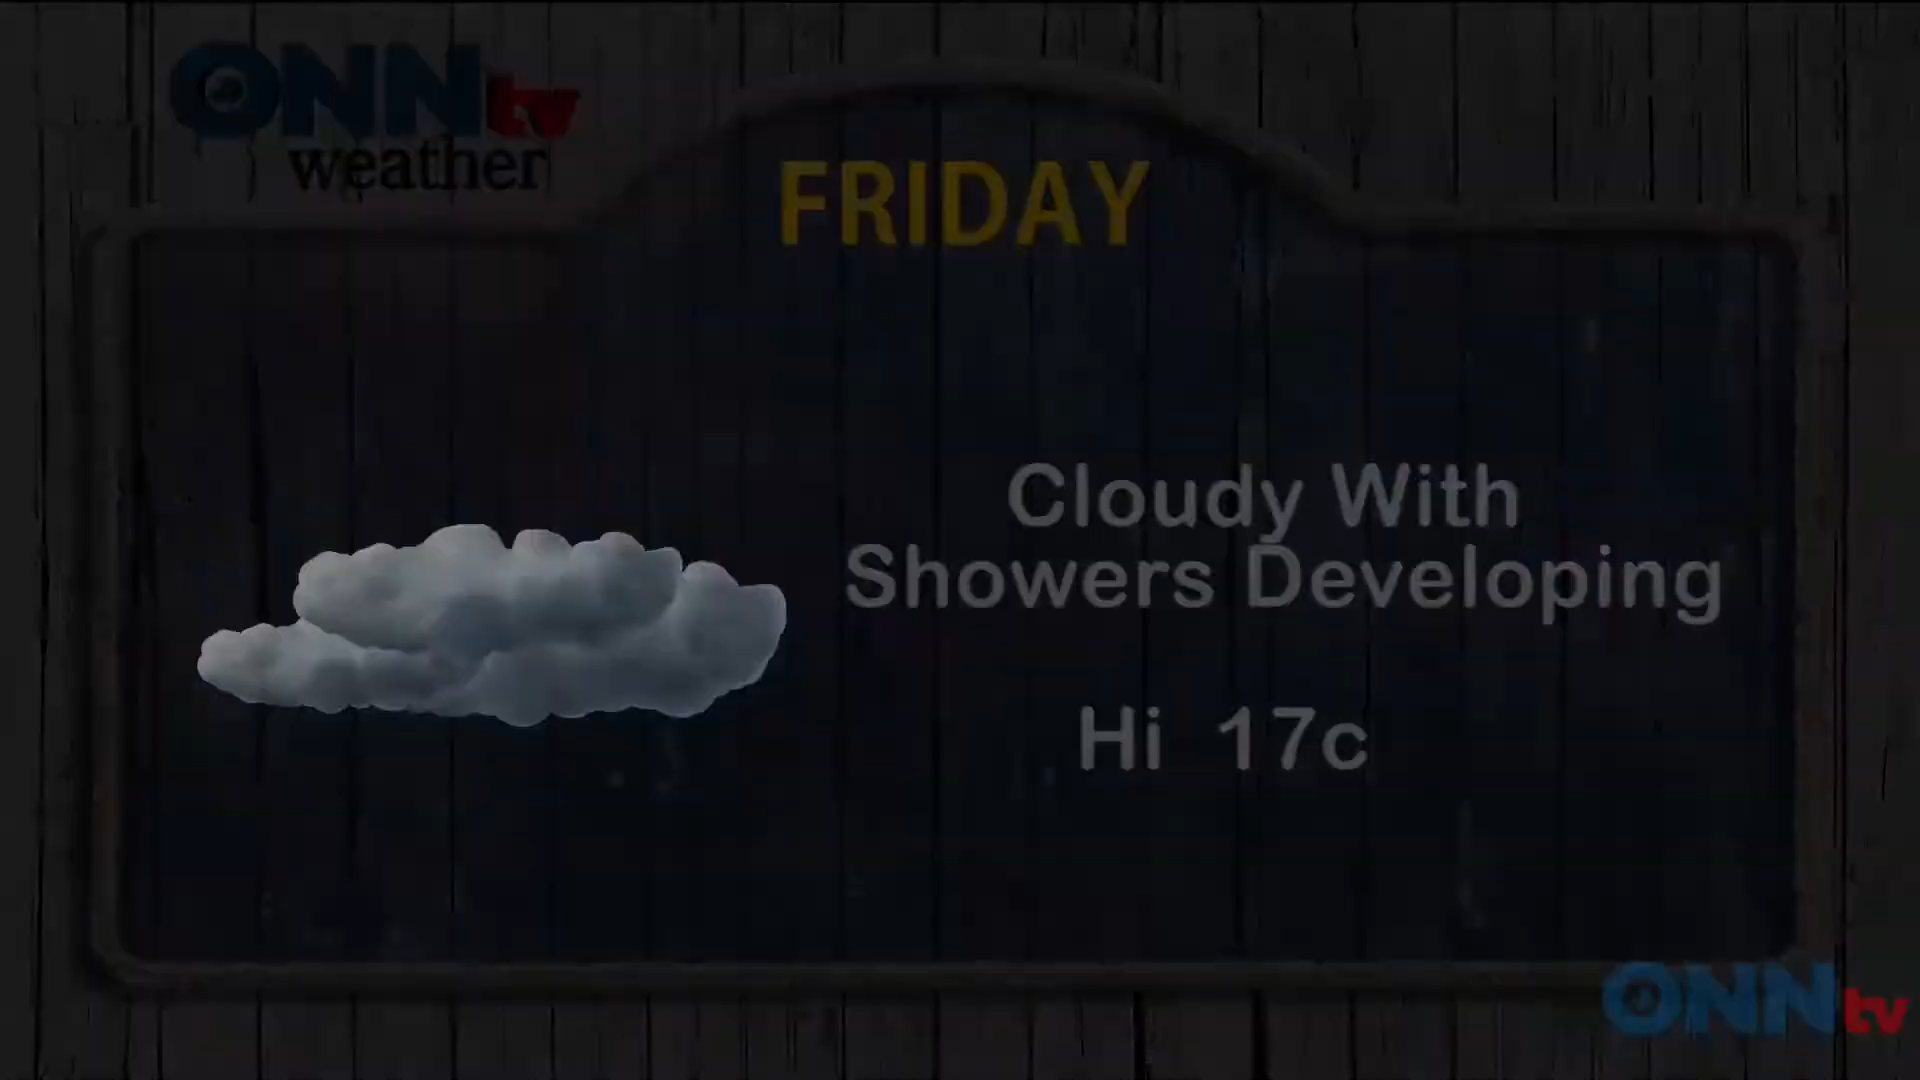 ONNtv
weather
FRIDAY
Cloudy With
Showers Developing
Hi 17c
ONNtv